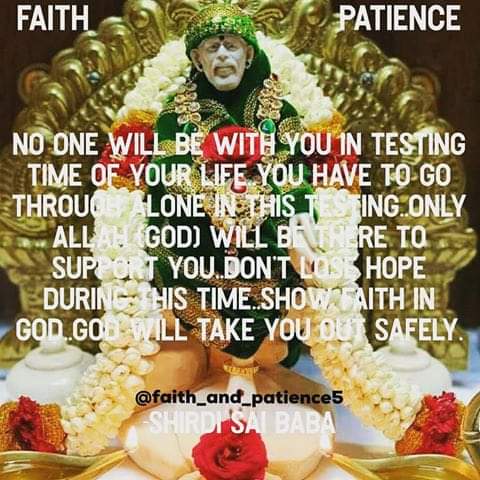 FAITH PATIENCE
NO ONE WILL BE WITH YOU IN TESTING
TIME OF YOUR LIFE.YOU HAVE TO GO
THROUGH ALONE IN THIS TESTING..ONLY
ALLAH (GOD) WILL BE THERE TO
SUPPORT YOU..DON'T LOSE HOPE
DURING THIS TIME..SHOW FAITH IN
GOD..GOD WILL TAKE YOU OUT SAFELY.
@faith_and_patience5
-SHIRDI SAI BABA